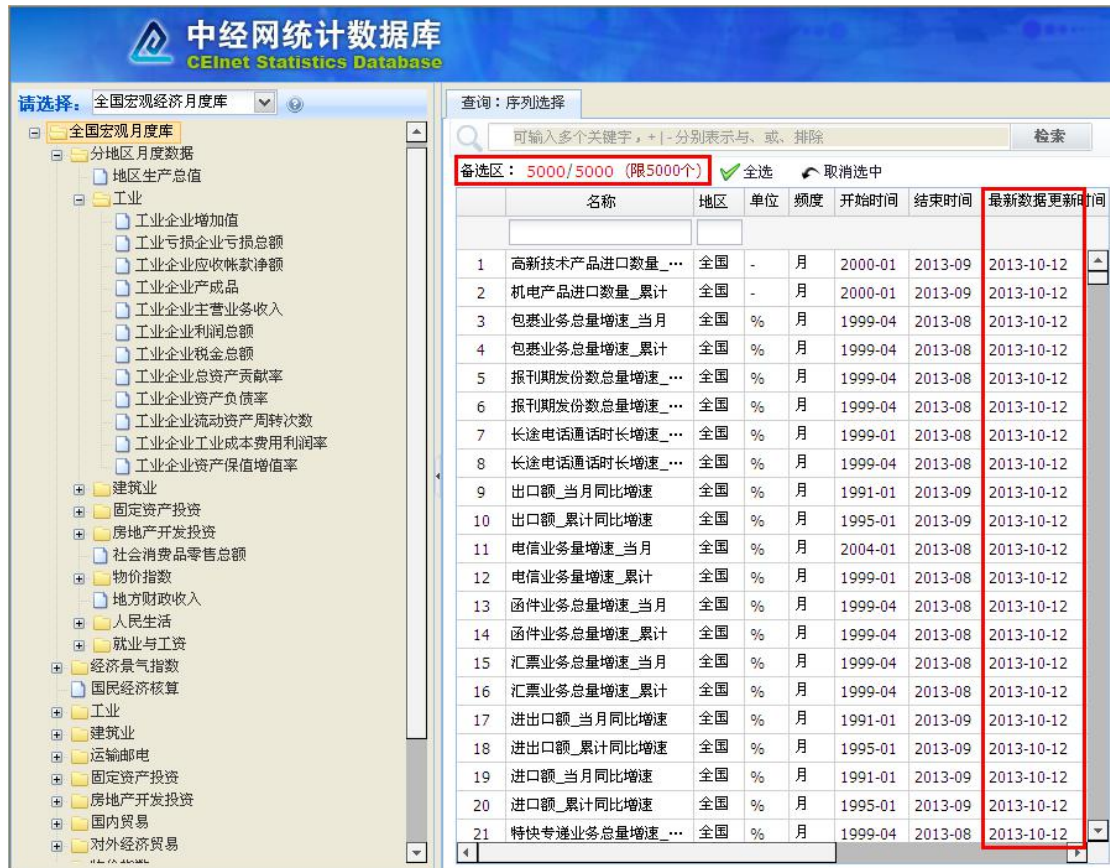 中经网统计数据库
CEInet Statistics Database
请选择： 全国宏观经济月度库
全国宏观月度库
分地区月度数据
地区生产总值
工业
工业企业增加值
工业亏损企业亏损总额
工业企业应收帐款净额
工业企业产成品
工业企业主营业务收入
工业企业利润总额
工业企业税金总额
工业企业总资产贡献率
工业企业资产负债率
工业企业流动资产周转次数
工业企业工业成本费用利润率
工业企业资产保值增值率
建筑业
固定资产投资
房地产开发投资
社会消费品零售总额
物价指数
地方财政收入
人民生活
就业与工资
经济景气指数
国民经济核算
工业
建筑业
运输邮电
固定资产投资
房地产开发投资
国内贸易
对外经济贸易
查询：序列选择
可输入多个关键字，+ | - 分别表示与、或、排除 检索
备选区： 5000/5000 （限5000个） 全选 取消选中
名称 地区 单位 频度 开始时间 结束时间 最新数据更新时间
1 高新技术产品进口数量_… 全国 - 月 2000-01 2013-09 2013-10-12
2 机电产品进口数量_累计 全国 - 月 2000-01 2013-09 2013-10-12
3 包裹业务总量增速_当月 全国 % 月 1999-04 2013-08 2013-10-12
4 包裹业务总量增速_累计 全国 % 月 1999-04 2013-08 2013-10-12
5 报刊期发份数总量增速_… 全国 % 月 1999-04 2013-08 2013-10-12
6 报刊期发份数总量增速_… 全国 % 月 1999-04 2013-08 2013-10-12
7 长途电话通话时长增速_… 全国 % 月 1999-01 2013-08 2013-10-12
8 长途电话通话时长增速_… 全国 % 月 1999-04 2013-08 2013-10-12
9 出口额_当月同比增速 全国 % 月 1991-01 2013-09 2013-10-12
10 出口额_累计同比增速 全国 % 月 1995-01 2013-09 2013-10-12
11 电信业务量增速_当月 全国 % 月 2004-01 2013-08 2013-10-12
12 电信业务量增速_累计 全国 % 月 1999-01 2013-08 2013-10-12
13 函件业务总量增速_当月 全国 % 月 1999-04 2013-08 2013-10-12
14 函件业务总量增速_累计 全国 % 月 1999-04 2013-08 2013-10-12
15 汇票业务总量增速_当月 全国 % 月 1999-04 2013-08 2013-10-12
16 汇票业务总量增速_累计 全国 % 月 1999-04 2013-08 2013-10-12
17 进出口额_当月同比增速 全国 % 月 1991-01 2013-09 2013-10-12
18 进出口额_累计同比增速 全国 % 月 1995-01 2013-09 2013-10-12
19 进口额_当月同比增速 全国 % 月 1991-01 2013-09 2013-10-12
20 进口额_累计同比增速 全国 % 月 1995-01 2013-09 2013-10-12
21 特快专递业务总量增速_… 全国 % 月 1999-04 2013-08 2013-10-12